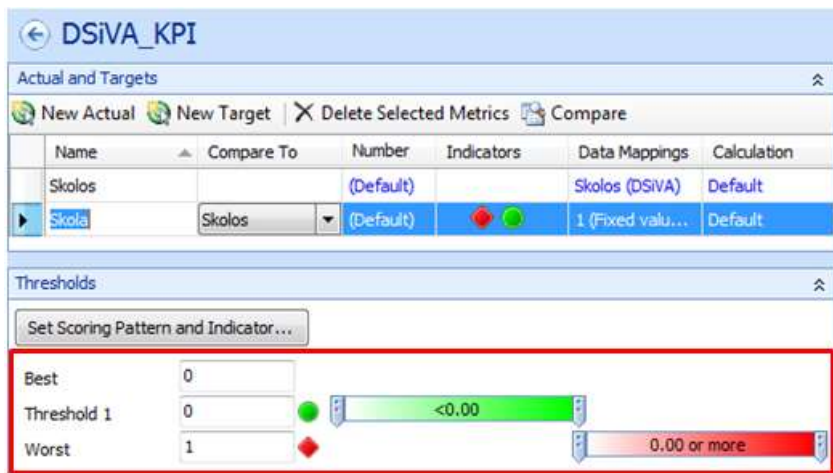 DSiVA_KPI
Actual and Targets
New Actual New Target Delete Selected Metrics Compare
Name Compare To Number Indicators Data Mappings Calculation
Skolos (Default) Skolos (DSiVA) Default
Skola Skolos (Default) 1 (Fixed valu... Default
Thresholds
Set Scoring Pattern and Indicator...
Best 0
Threshold 1 0 <0.00
Worst 1 0.00 or more